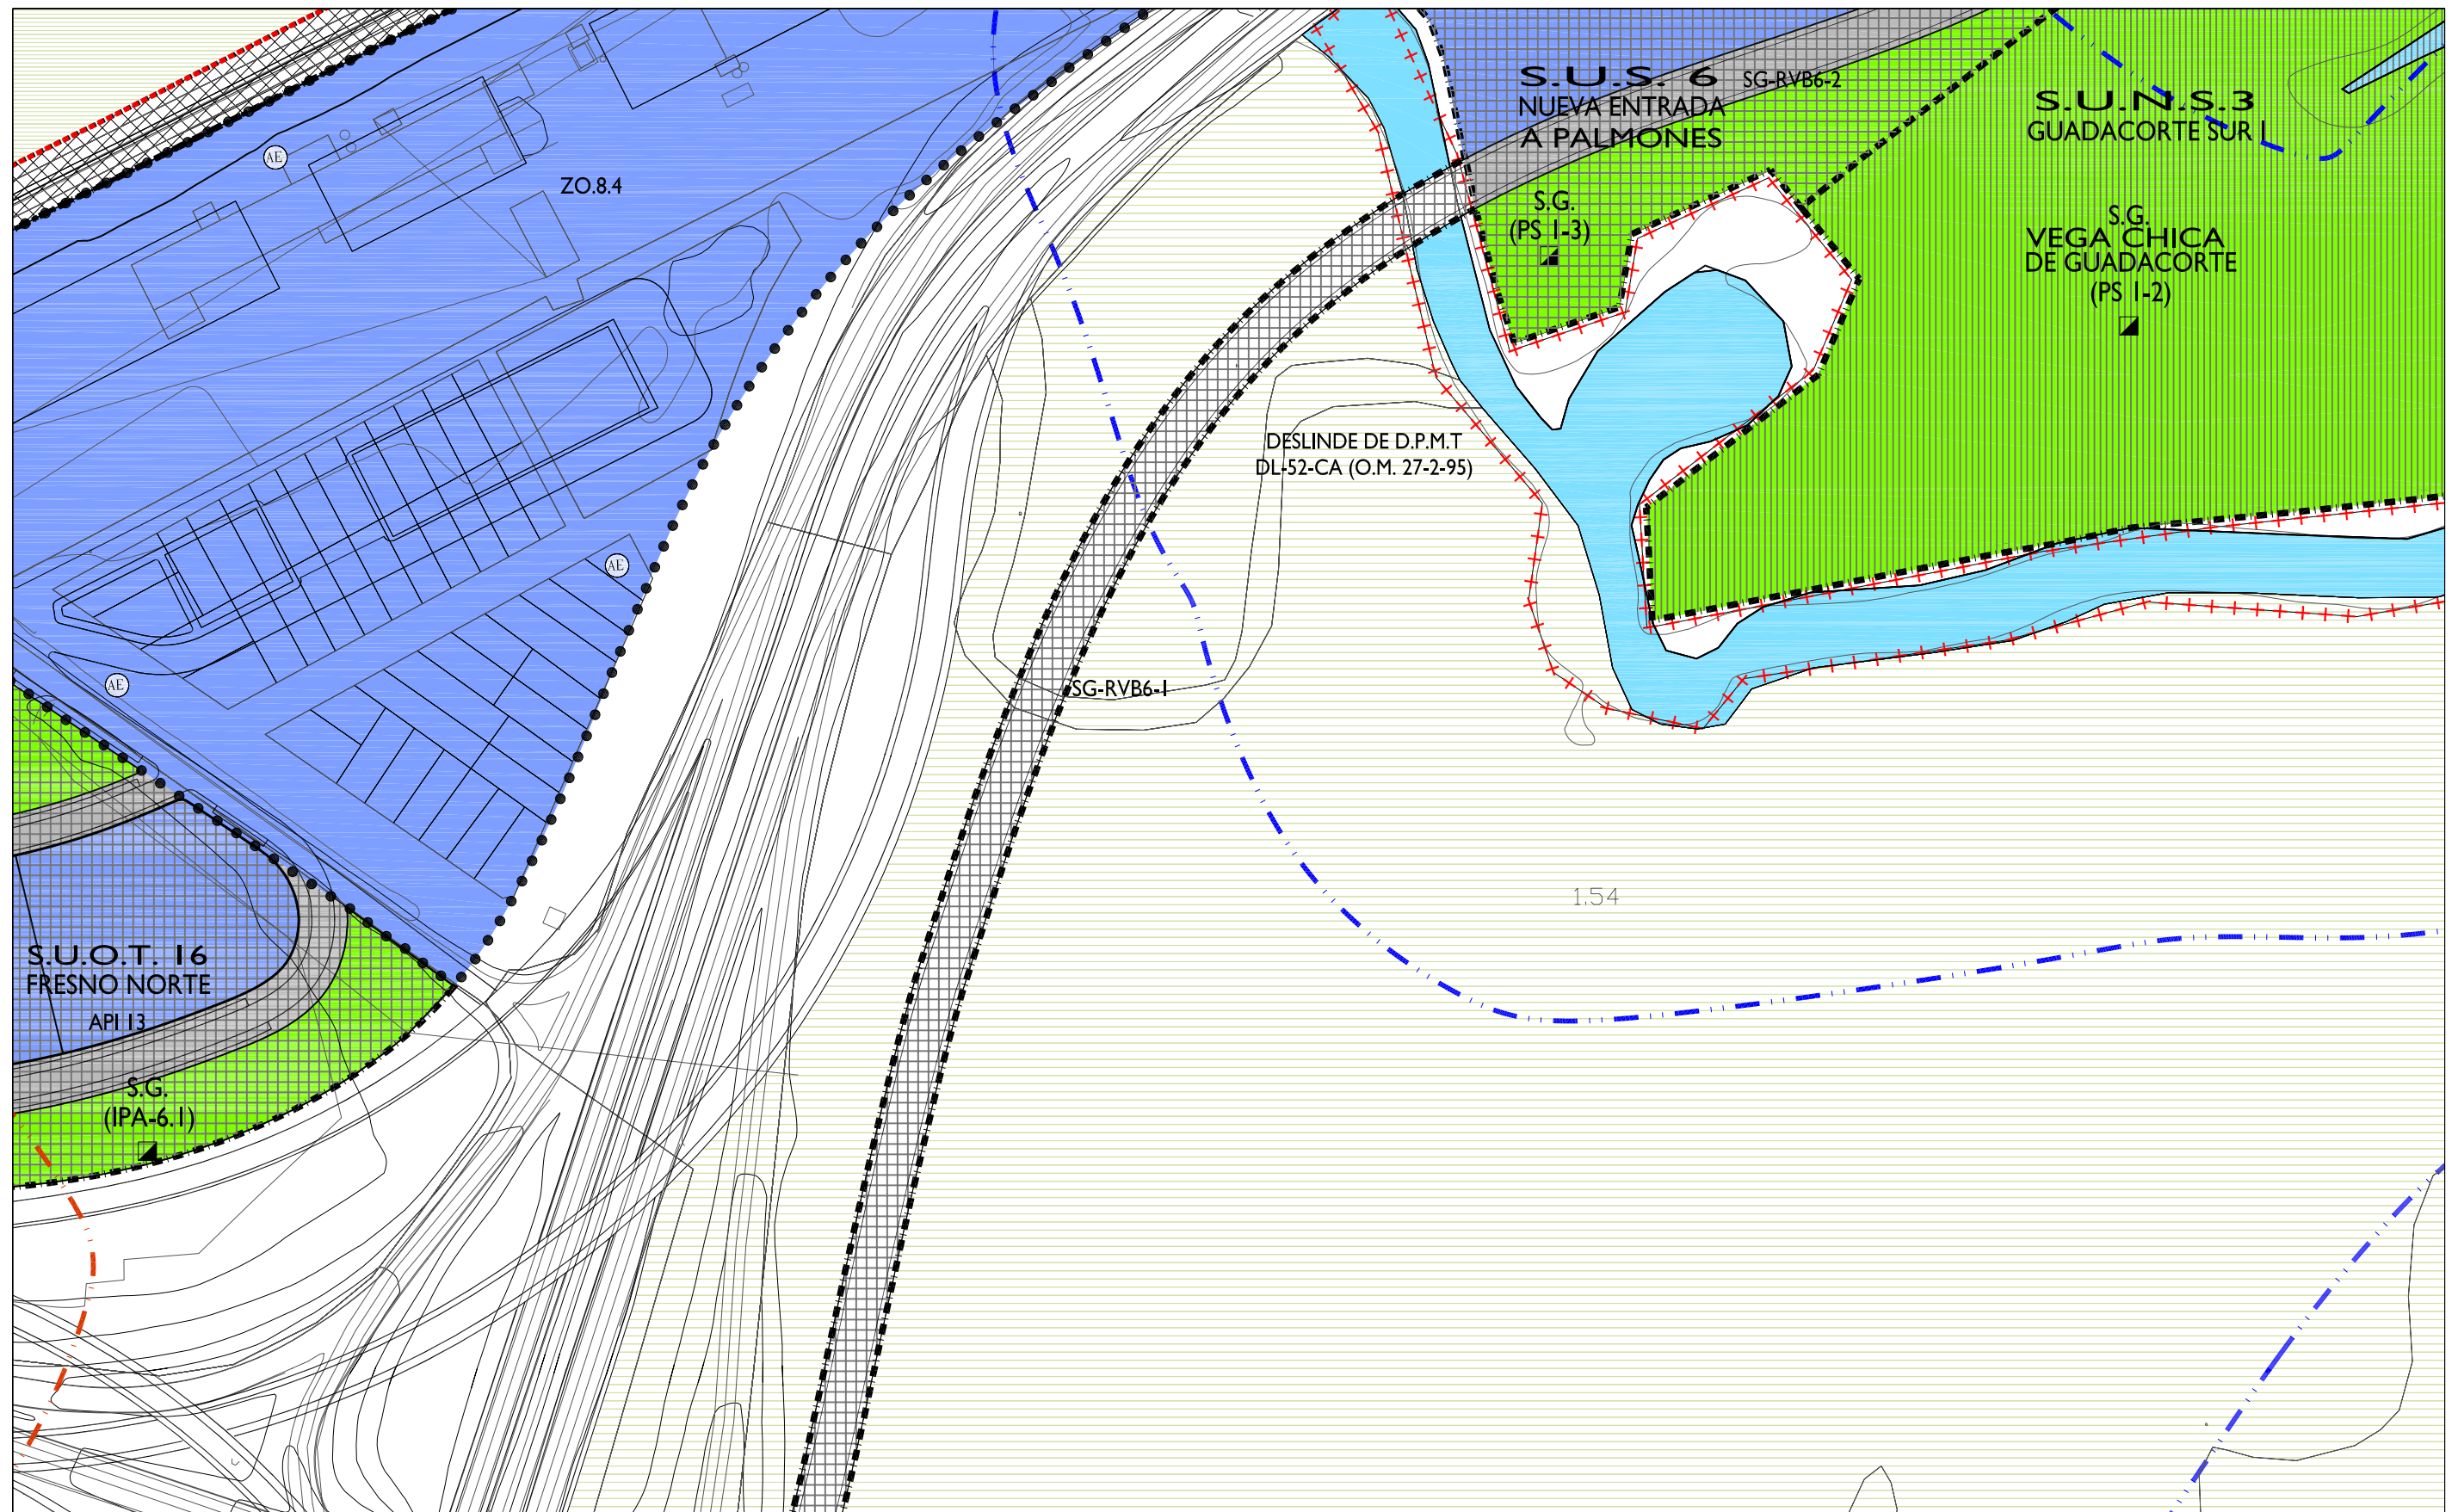 S.U.S. 6
SG-RVB6-2
NUEVA ENTRADA
A PALMONES
S.U.N.S.3
GUADACORTE SUR I
AE
ZO.8.4
S.G.
(PS 1-3)
S.G.
VEGA CHICA
DE GUADACORTE
(PS 1-2)
DESLINDE DE D.P.M.T
DL-52-CA (O.M. 27-2-95)
AE
AE
SG-RVB6-1
1.54
S.U.O.T. 16
FRESNO NORTE
API 13
S.G.
(IPA-6.1)